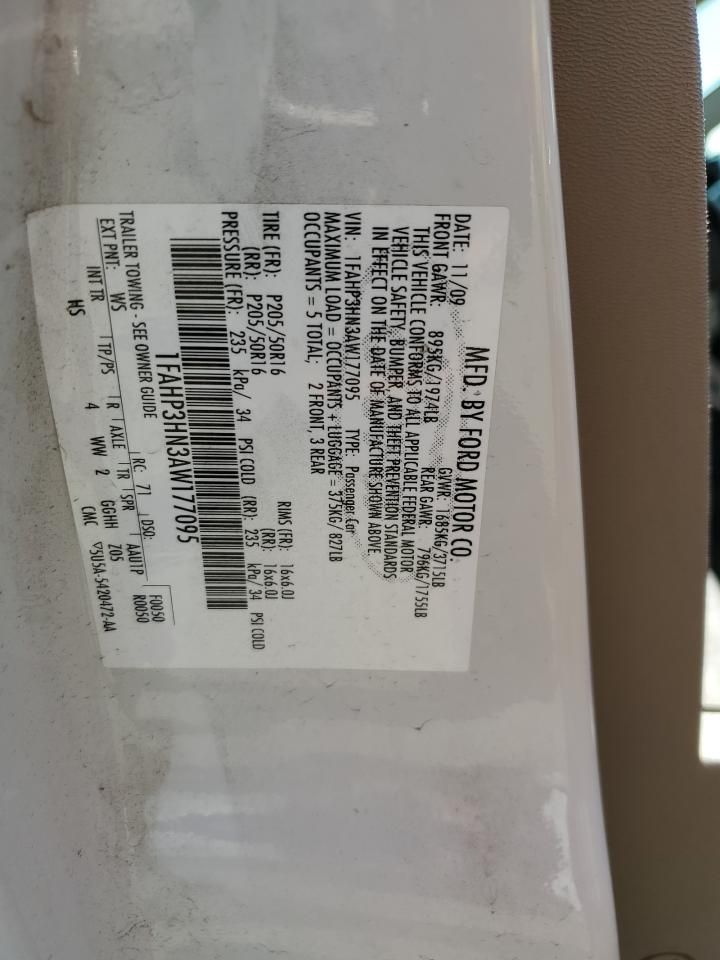 MFD. BY FORD MOTOR CO.
DATE: 11/09 GVWR: 1685KG/3715LB
FRONT GAWR: 895KG/1974LB REAR GAWR: 796KG/1755LB
THIS VEHICLE CONFORMS TO ALL APPLICABLE FEDERAL MOTOR
VEHICLE SAFETY, BUMPER, AND THEFT PREVENTION STANDARDS
IN EFFECT ON THE DATE OF MANUFACTURE SHOWN ABOVE.
VIN: 1FAHP3HN3AW177095 TYPE: Passenger Car
MAXIMUM LOAD = OCCUPANTS + LUGGAGE = 375KG/ 827LB
OCCUPANTS = 5 TOTAL; 2 FRONT, 3 REAR
TIRE (FR): P205/50R16 RIMS (FR): 16x6.0J
(RR): P205/50R16 (RR): 16x6.0J
PRESSURE (FR): 235 kPa/ 34 PSI COLD (RR): 235 kPa/ 34 PSI COLD
1FAHP3HN3AW177095
TRAILER TOWING - SEE OWNER GUIDE F0050
EXT PNT: WS RC: 71 DSO: R0050
INT TR TP/PS R AXLE TR SPR AAU1P
HS 4 WW 2 GGHH 205
CMC ▽5U5A-5420472-AA